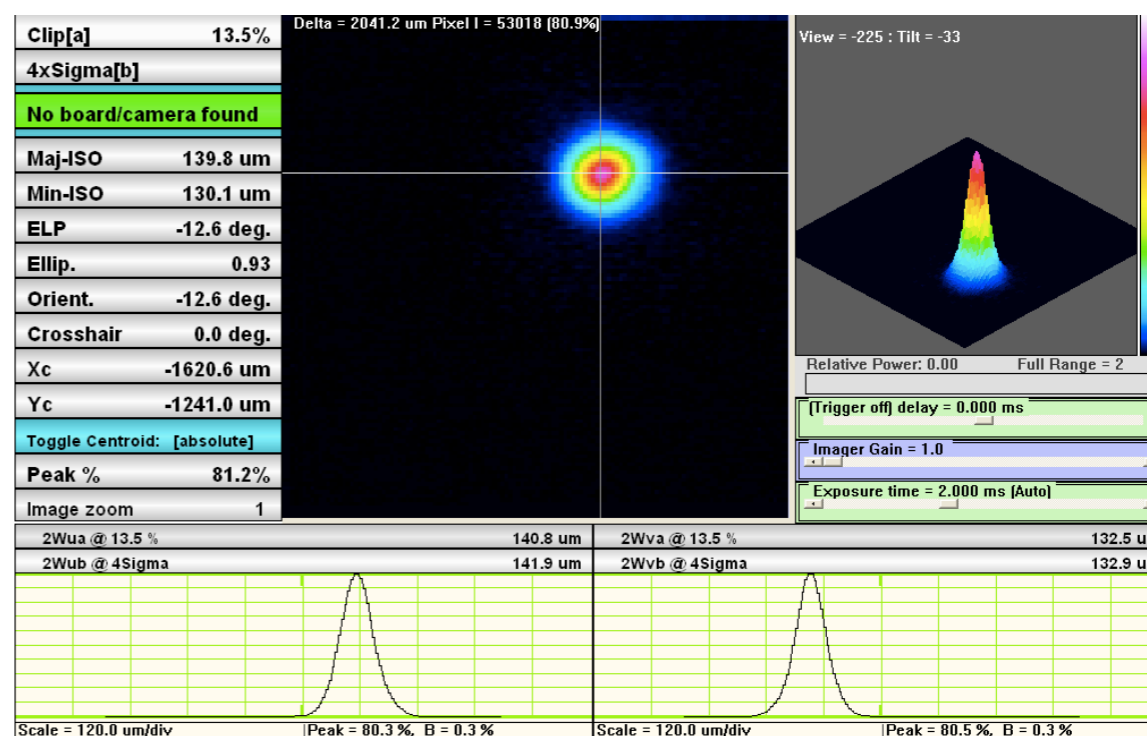 Clip[a] 13.5%
4xSigma[b]
No board/camera found
Maj-ISO 139.8 um
Min-ISO 130.1 um
ELP -12.6 deg.
Ellip. 0.93
Orient. -12.6 deg.
Crosshair 0.0 deg.
Xc -1620.6 um
Yc -1241.0 um
Toggle Centroid: [absolute]
Peak % 81.2%
Image zoom 1
Delta = 2041.2 um Pixel I = 53018 (80.9%)
View = -225 : Tilt = -33
Relative Power: 0.00 Full Range = 2
(Trigger off) delay = 0.000 ms
Imager Gain = 1.0
Exposure time = 2.000 ms (Auto)
2Wua @ 13.5 % 140.8 um
2Wub @ 4Sigma 141.9 um
Scale = 120.0 um/div Peak = 80.3 %, B = 0.3 %
2Wva @ 13.5 % 132.5 u
2Wvb @ 4Sigma 132.9 u
Scale = 120.0 um/div Peak = 80.5 %, B = 0.3 %